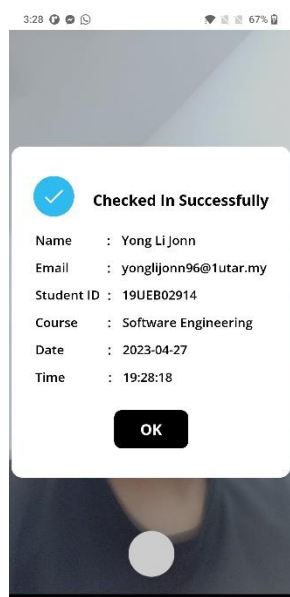 3:28 67%
Checked In Successfully
Name : Yong Li Jonn
Email : yonglijonn96@1utar.my
Student ID : 19UEB02914
Course : Software Engineering
Date : 2023-04-27
Time : 19:28:18
OK